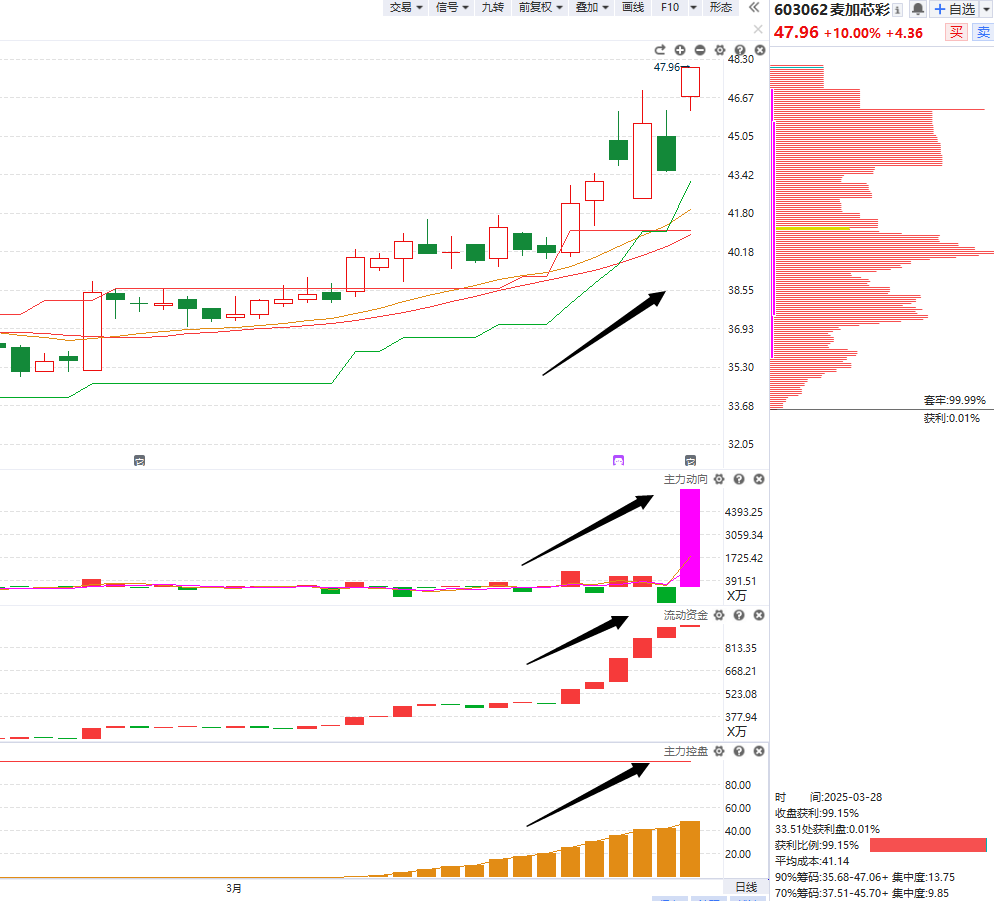 交易 信号 九转 前复权 叠加 画线 F10 形态
603062 麦加芯彩 自选
47.96 +10.00% +4.36 买 卖
47.96
48.30
46.67
45.05
43.42
41.80
40.18
38.55
36.93
35.30
33.68
32.05
套牢:99.99%
获利:0.01%
主力动向
4393.25
3059.34
1725.42
391.51
X万
流动资金
813.35
668.21
523.08
377.94
X万
主力控盘
80.00
60.00
40.00
20.00
3月
日线
时 间:2025-03-28
收盘获利:99.15%
33.51处获利盘:0.01%
获利比例:99.15%
平均成本:41.14
90%筹码:35.68-47.06+ 集中度:13.75
70%筹码:37.51-45.70+ 集中度:9.85